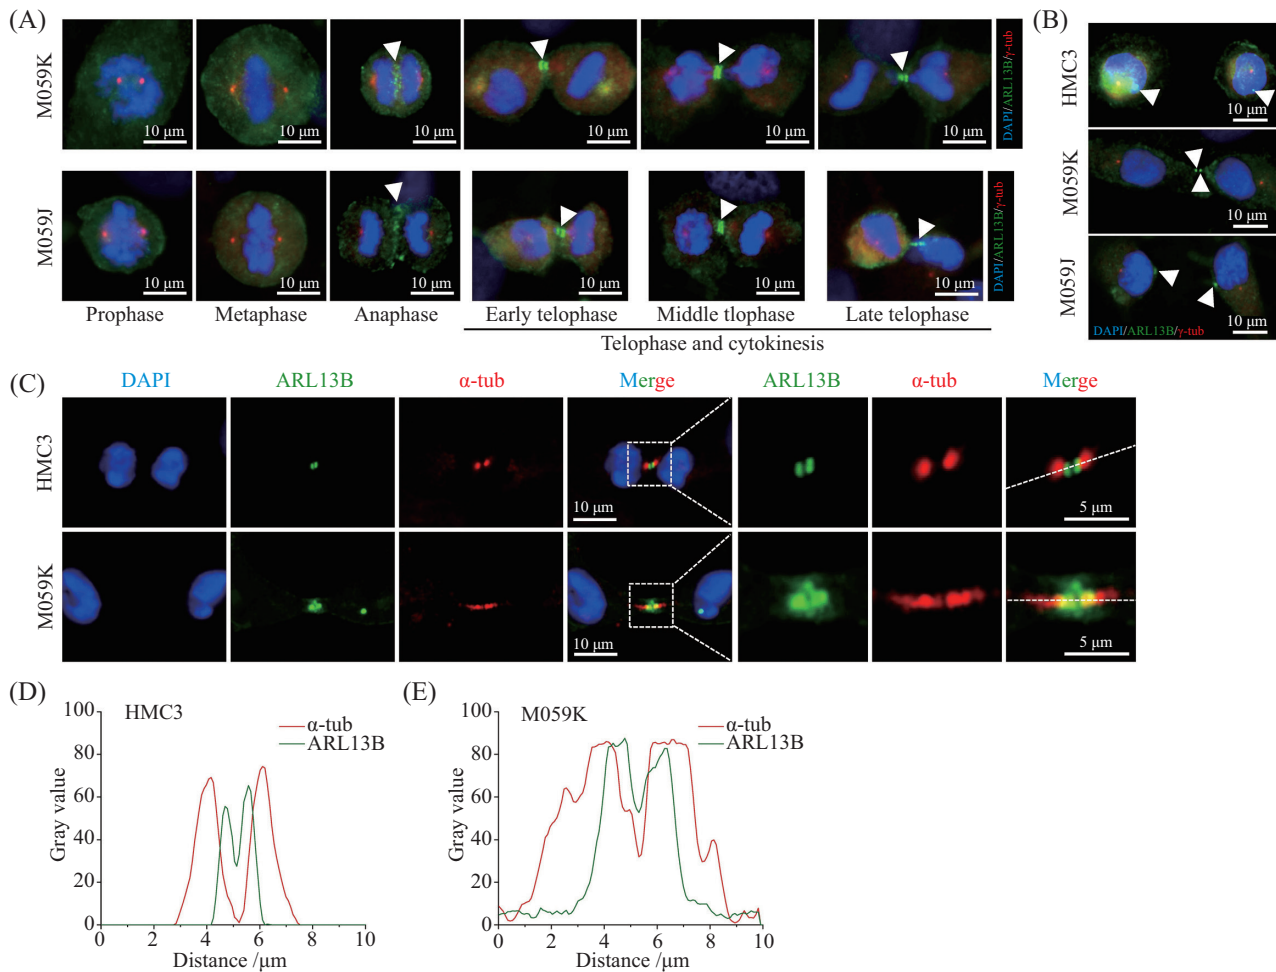 (A)
M059K
10 μm
10 μm
10 μm
10 μm
10 μm
10 μm
DAPI/ARL13B/γ-tub
M059J
10 μm
10 μm
10 μm
10 μm
10 μm
10 μm
DAPI/ARL13B/γ-tub
Prophase
Metaphase
Anaphase
Early telophase
Middle tlophase
Late telophase
Telophase and cytokinesis
(B)
HMC3
10 μm
M059K
10 μm
M059J
10 μm
DAPI/ARL13B/γ-tub
(C)
DAPI
ARL13B
α-tub
Merge
ARL13B
α-tub
Merge
HMC3
10 μm
5 μm
M059K
10 μm
5 μm
(D)
HMC3
α-tub
ARL13B
Gray value
100
80
60
40
20
0
0
2
4
6
8
10
Distance /μm
(E)
M059K
α-tub
ARL13B
Gray value
100
80
60
40
20
0
0
2
4
6
8
10
Distance /μm